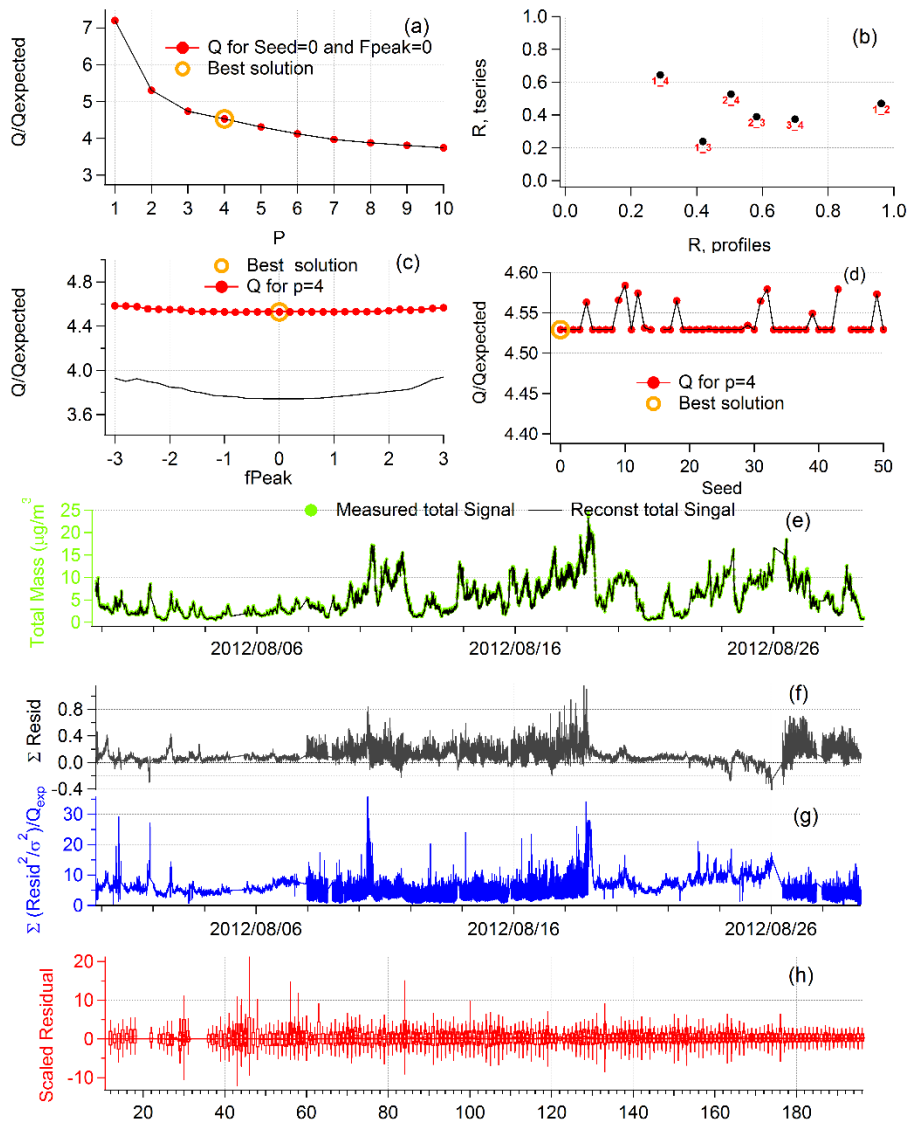 (a)
Q/Qexpected
7
6
5
4
3
Q for Seed=0 and Fpeak=0
Best solution
1 2 3 4 5 6 7 8 9 10
P
(b)
R, tseries
1.0
0.8
0.6
0.4
0.2
0.0
1_4
2_4
1_2
2_3
3_4
1_3
0.0 0.2 0.4 0.6 0.8 1.0
R, profiles
(c)
Q/Qexpected
4.8
4.4
4.0
3.6
Best solution
Q for p=4
-3 -2 -1 0 1 2 3
fPeak
(d)
Q/Qexpected
4.60
4.55
4.50
4.40
Q for p=4
Best solution
0 10 20 30 40 50
Seed
(e)
Total Mass (µg/m²
25
20
15
10
5
0
Measured total Signal
Reconst total Singal
2012/08/06 2012/08/16 2012/08/26
(f)
Σ Resid
0.8
0.4
0.0
-0.4
(g)
Σ (Resid²/σ²)/Qexp
30
20
10
0
2012/08/06 2012/08/16 2012/08/26
(h)
Scaled Residual
20
10
0
-10
20 40 60 80 100 120 140 160 180